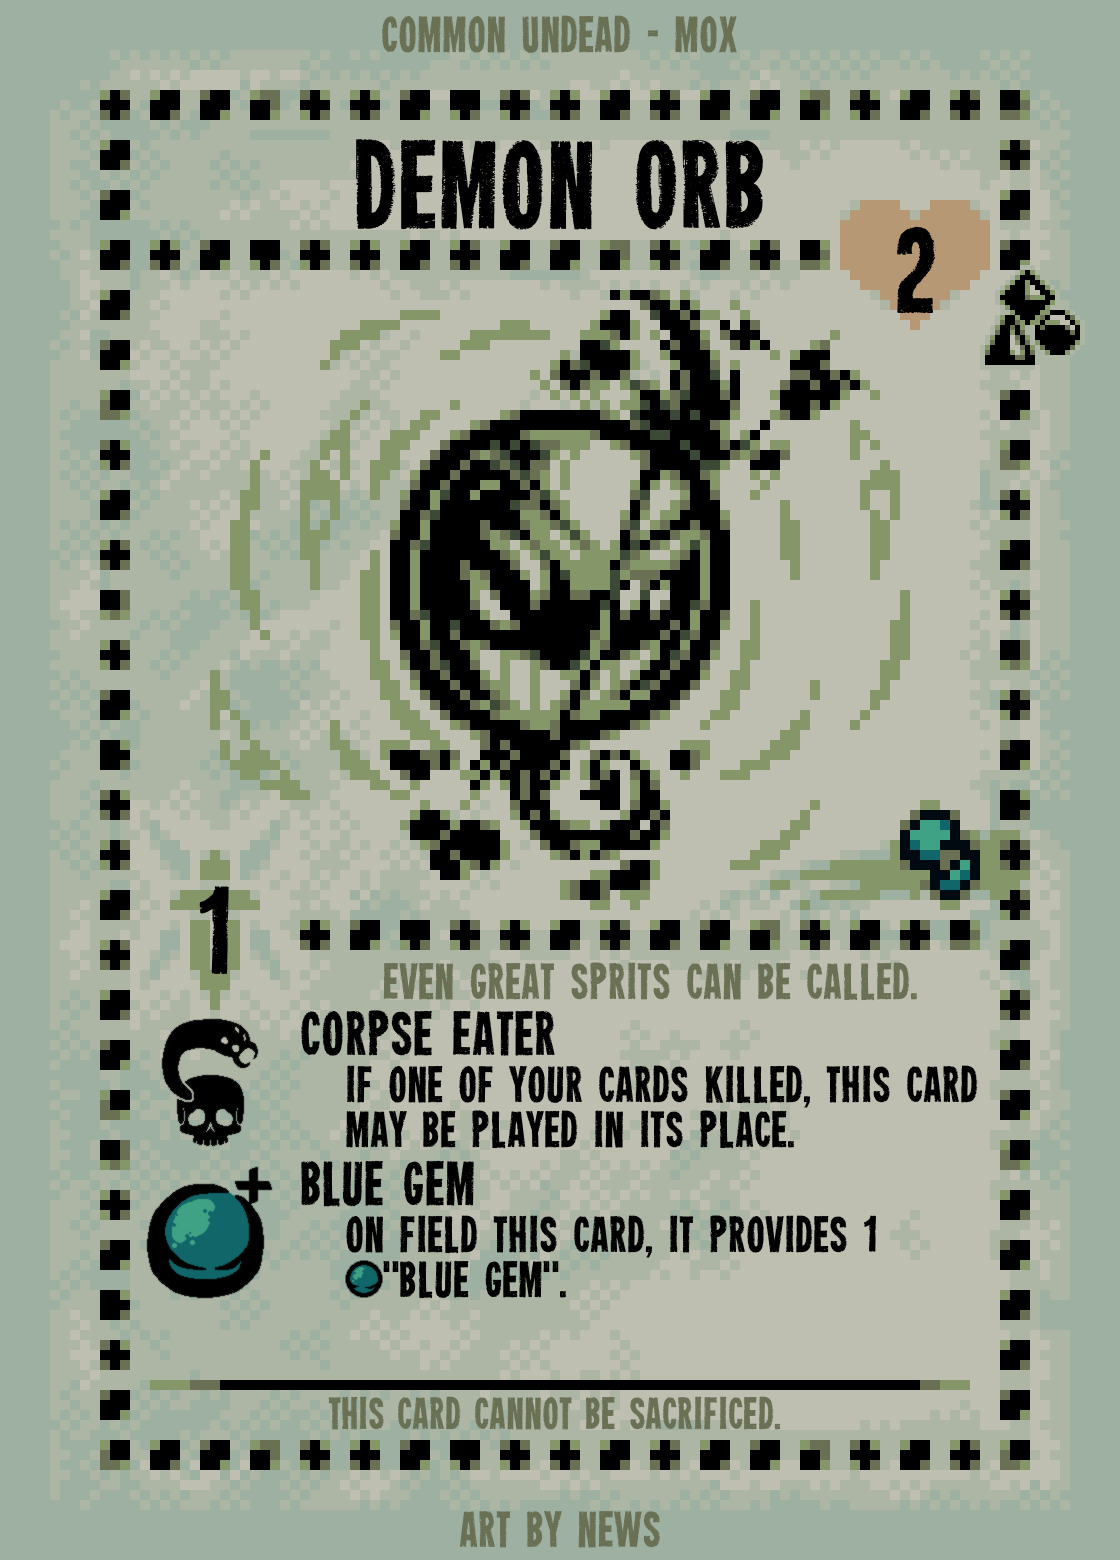 COMMON UNDEAD - MOX
DEMON ORB
2
1
EVEN GREAT SPRITS CAN BE CALLED.
CORPSE EATER
IF ONE OF YOUR CARDS KILLED, THIS CARD
MAY BE PLAYED IN ITS PLACE.
BLUE GEM
ON FIELD THIS CARD, IT PROVIDES 1
"BLUE GEM".
THIS CARD CANNOT BE SACRIFICED.
ART BY NEWS